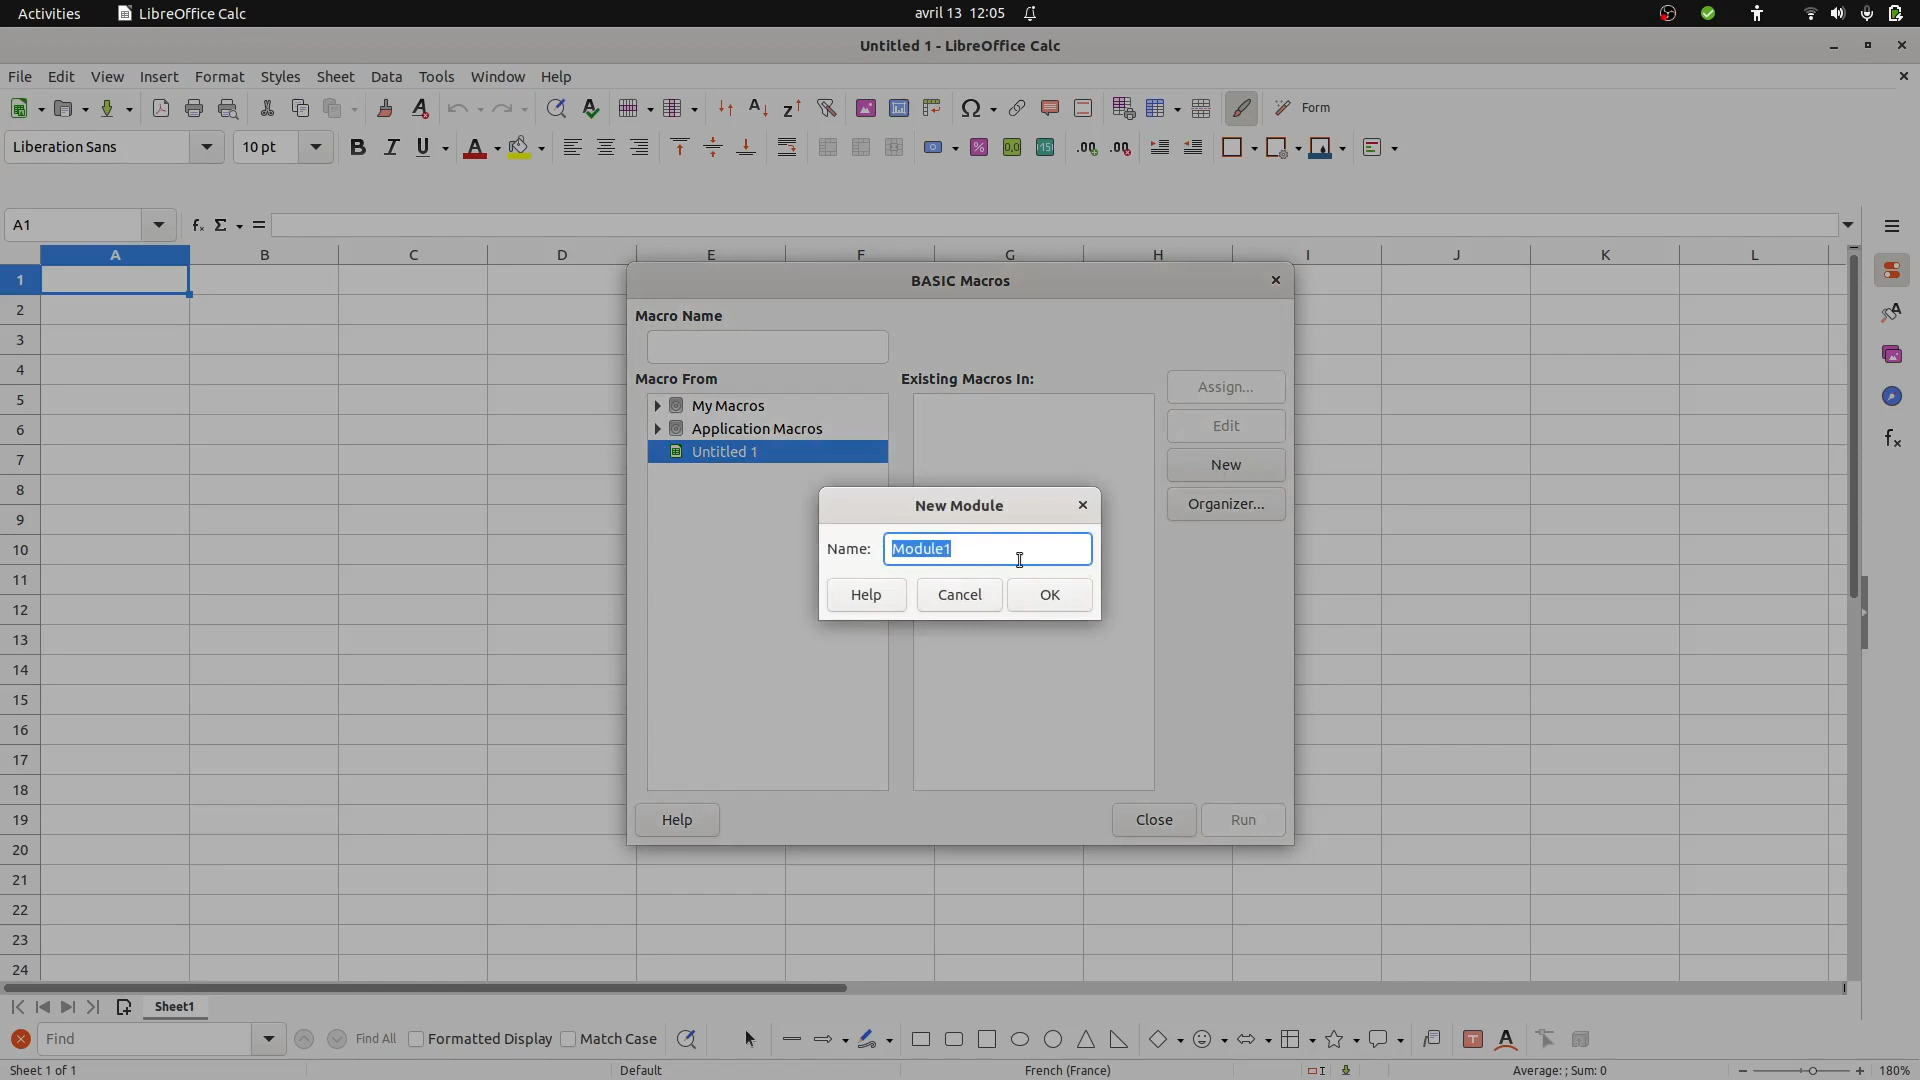 Activities LibreOffice Calc avril 13 12:05
Untitled 1 - LibreOffice Calc
File Edit View Insert Format Styles Sheet Data Tools Window Help
Form
Liberation Sans 10 pt
A1
A B C D E F G H I J K L
1
2
3
4
5
6
7
8
9
10
11
12
13
14
15
16
17
18
19
20
21
22
23
24
BASIC Macros
Macro Name
Macro From
Existing Macros In:
My Macros
Application Macros
Untitled 1
Assign...
Edit
New
Organizer...
New Module
Name: Module1
Help Cancel OK
Help Close Run
Sheet1
Find Find All Formatted Display Match Case
Sheet 1 of 1 Default French (France) Average: ; Sum: 0 180%